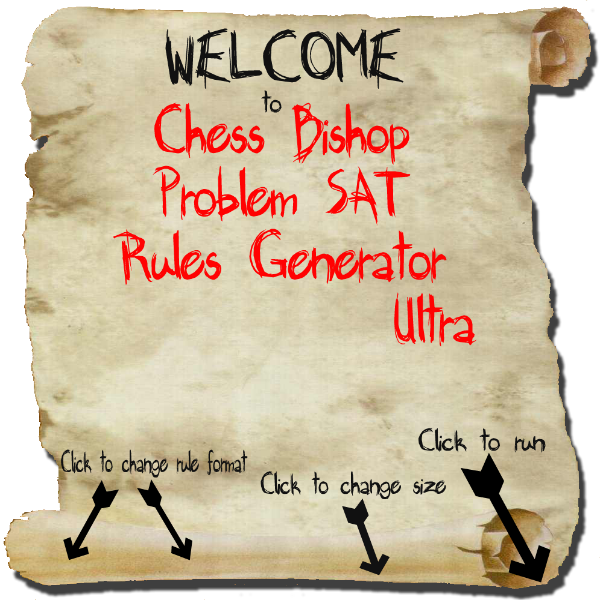 WELCOME
to
Chess Bishop
Problem SAT
Rules Generator
Ultra
Click to run
Click to change rule format
Click to change size